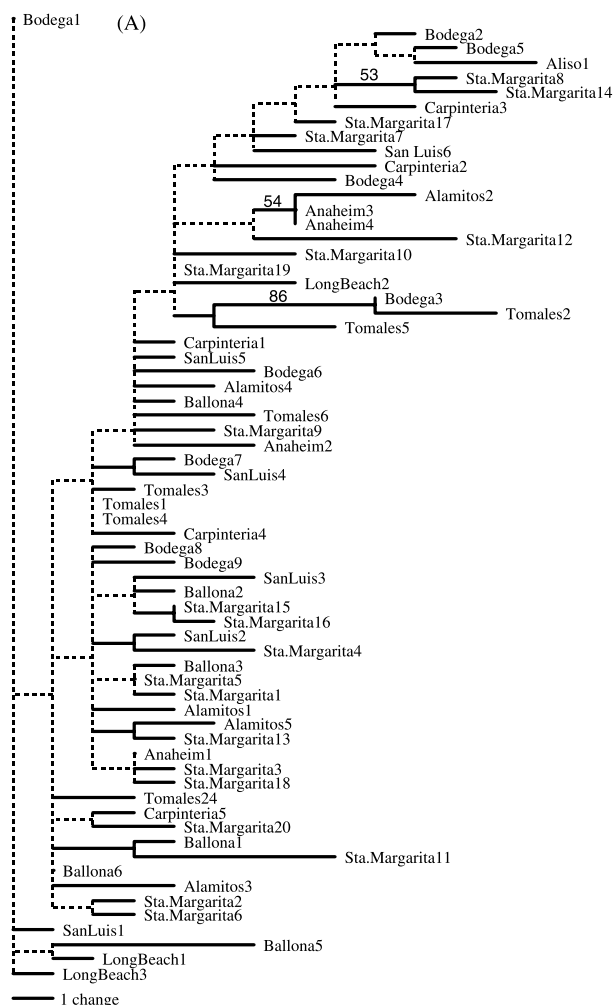 Bodega1
(A)
Bodega2
Bodega5
Aliso1
53
Sta.Margarita8
Sta.Margarita14
Carpinteria3
Sta.Margarita17
Sta.Margarita7
San Luis6
Carpinteria2
Bodega4
54
Alamitos2
Anaheim3
Anaheim4
Sta.Margarita12
Sta.Margarita10
Sta.Margarita19
LongBeach2
86
Bodega3
Tomales2
Tomales5
Carpinteria1
SanLuis5
Bodega6
Alamitos4
Ballona4
Tomales6
Sta.Margarita9
Anaheim2
Bodega7
SanLuis4
Tomales3
Tomales1
Tomales4
Carpinteria4
Bodega8
Bodega9
SanLuis3
Ballona2
Sta.Margarita15
Sta.Margarita16
SanLuis2
Sta.Margarita4
Ballona3
Sta.Margarita5
Sta.Margarita1
Alamitos1
Alamitos5
Sta.Margarita13
Anaheim1
Sta.Margarita3
Sta.Margarita18
Tomales24
Carpinteria5
Sta.Margarita20
Ballona1
Sta.Margarita11
Ballona6
Alamitos3
Sta.Margarita2
Sta.Margarita6
SanLuis1
Ballona5
LongBeach1
LongBeach3
1 change